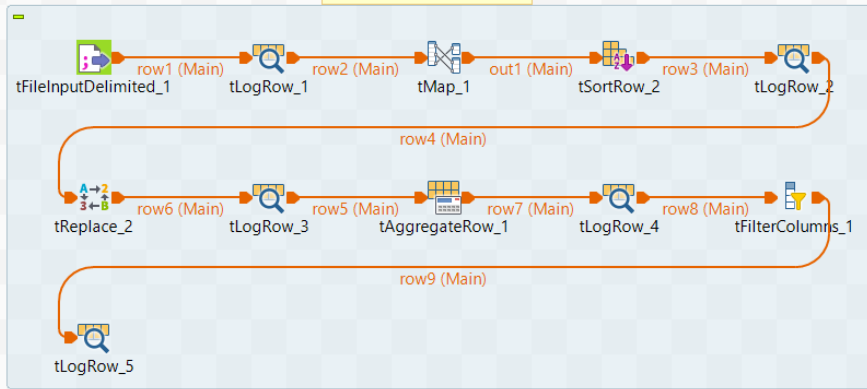 row1 (Main) row2 (Main) out1 (Main) row3 (Main)
tFileInputDelimited_1 tLogRow_1 tMap_1 tSortRow_2 tLogRow_2
row4 (Main)
row6 (Main) row5 (Main) row7 (Main) row8 (Main)
tReplace_2 tLogRow_3 tAggregateRow_1 tLogRow_4 tFilterColumns_1
row9 (Main)
tLogRow_5